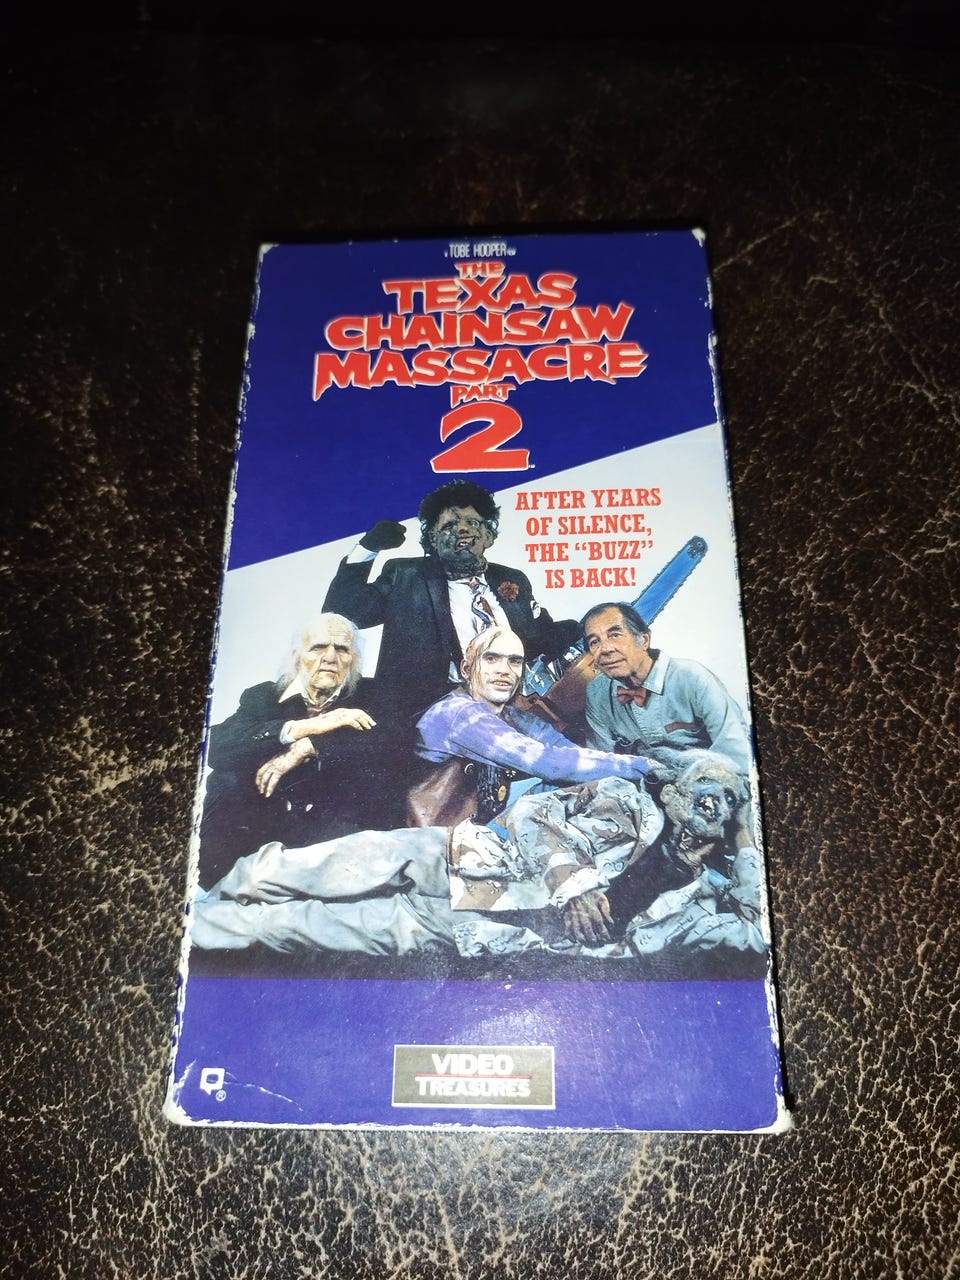 A TOBE HOOPER FILM
THE
TEXAS
CHAINSAW
MASSACRE
PART
2
AFTER YEARS
OF SILENCE,
THE “BUZZ”
IS BACK!
VIDEO
TREASURES
®